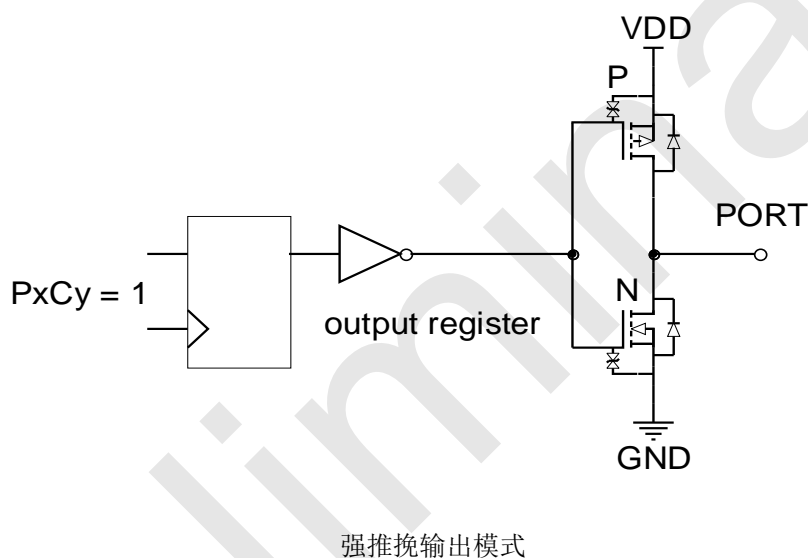 VDD
P
PORT
PxCy = 1
N
output register
GND
强推挽输出模式